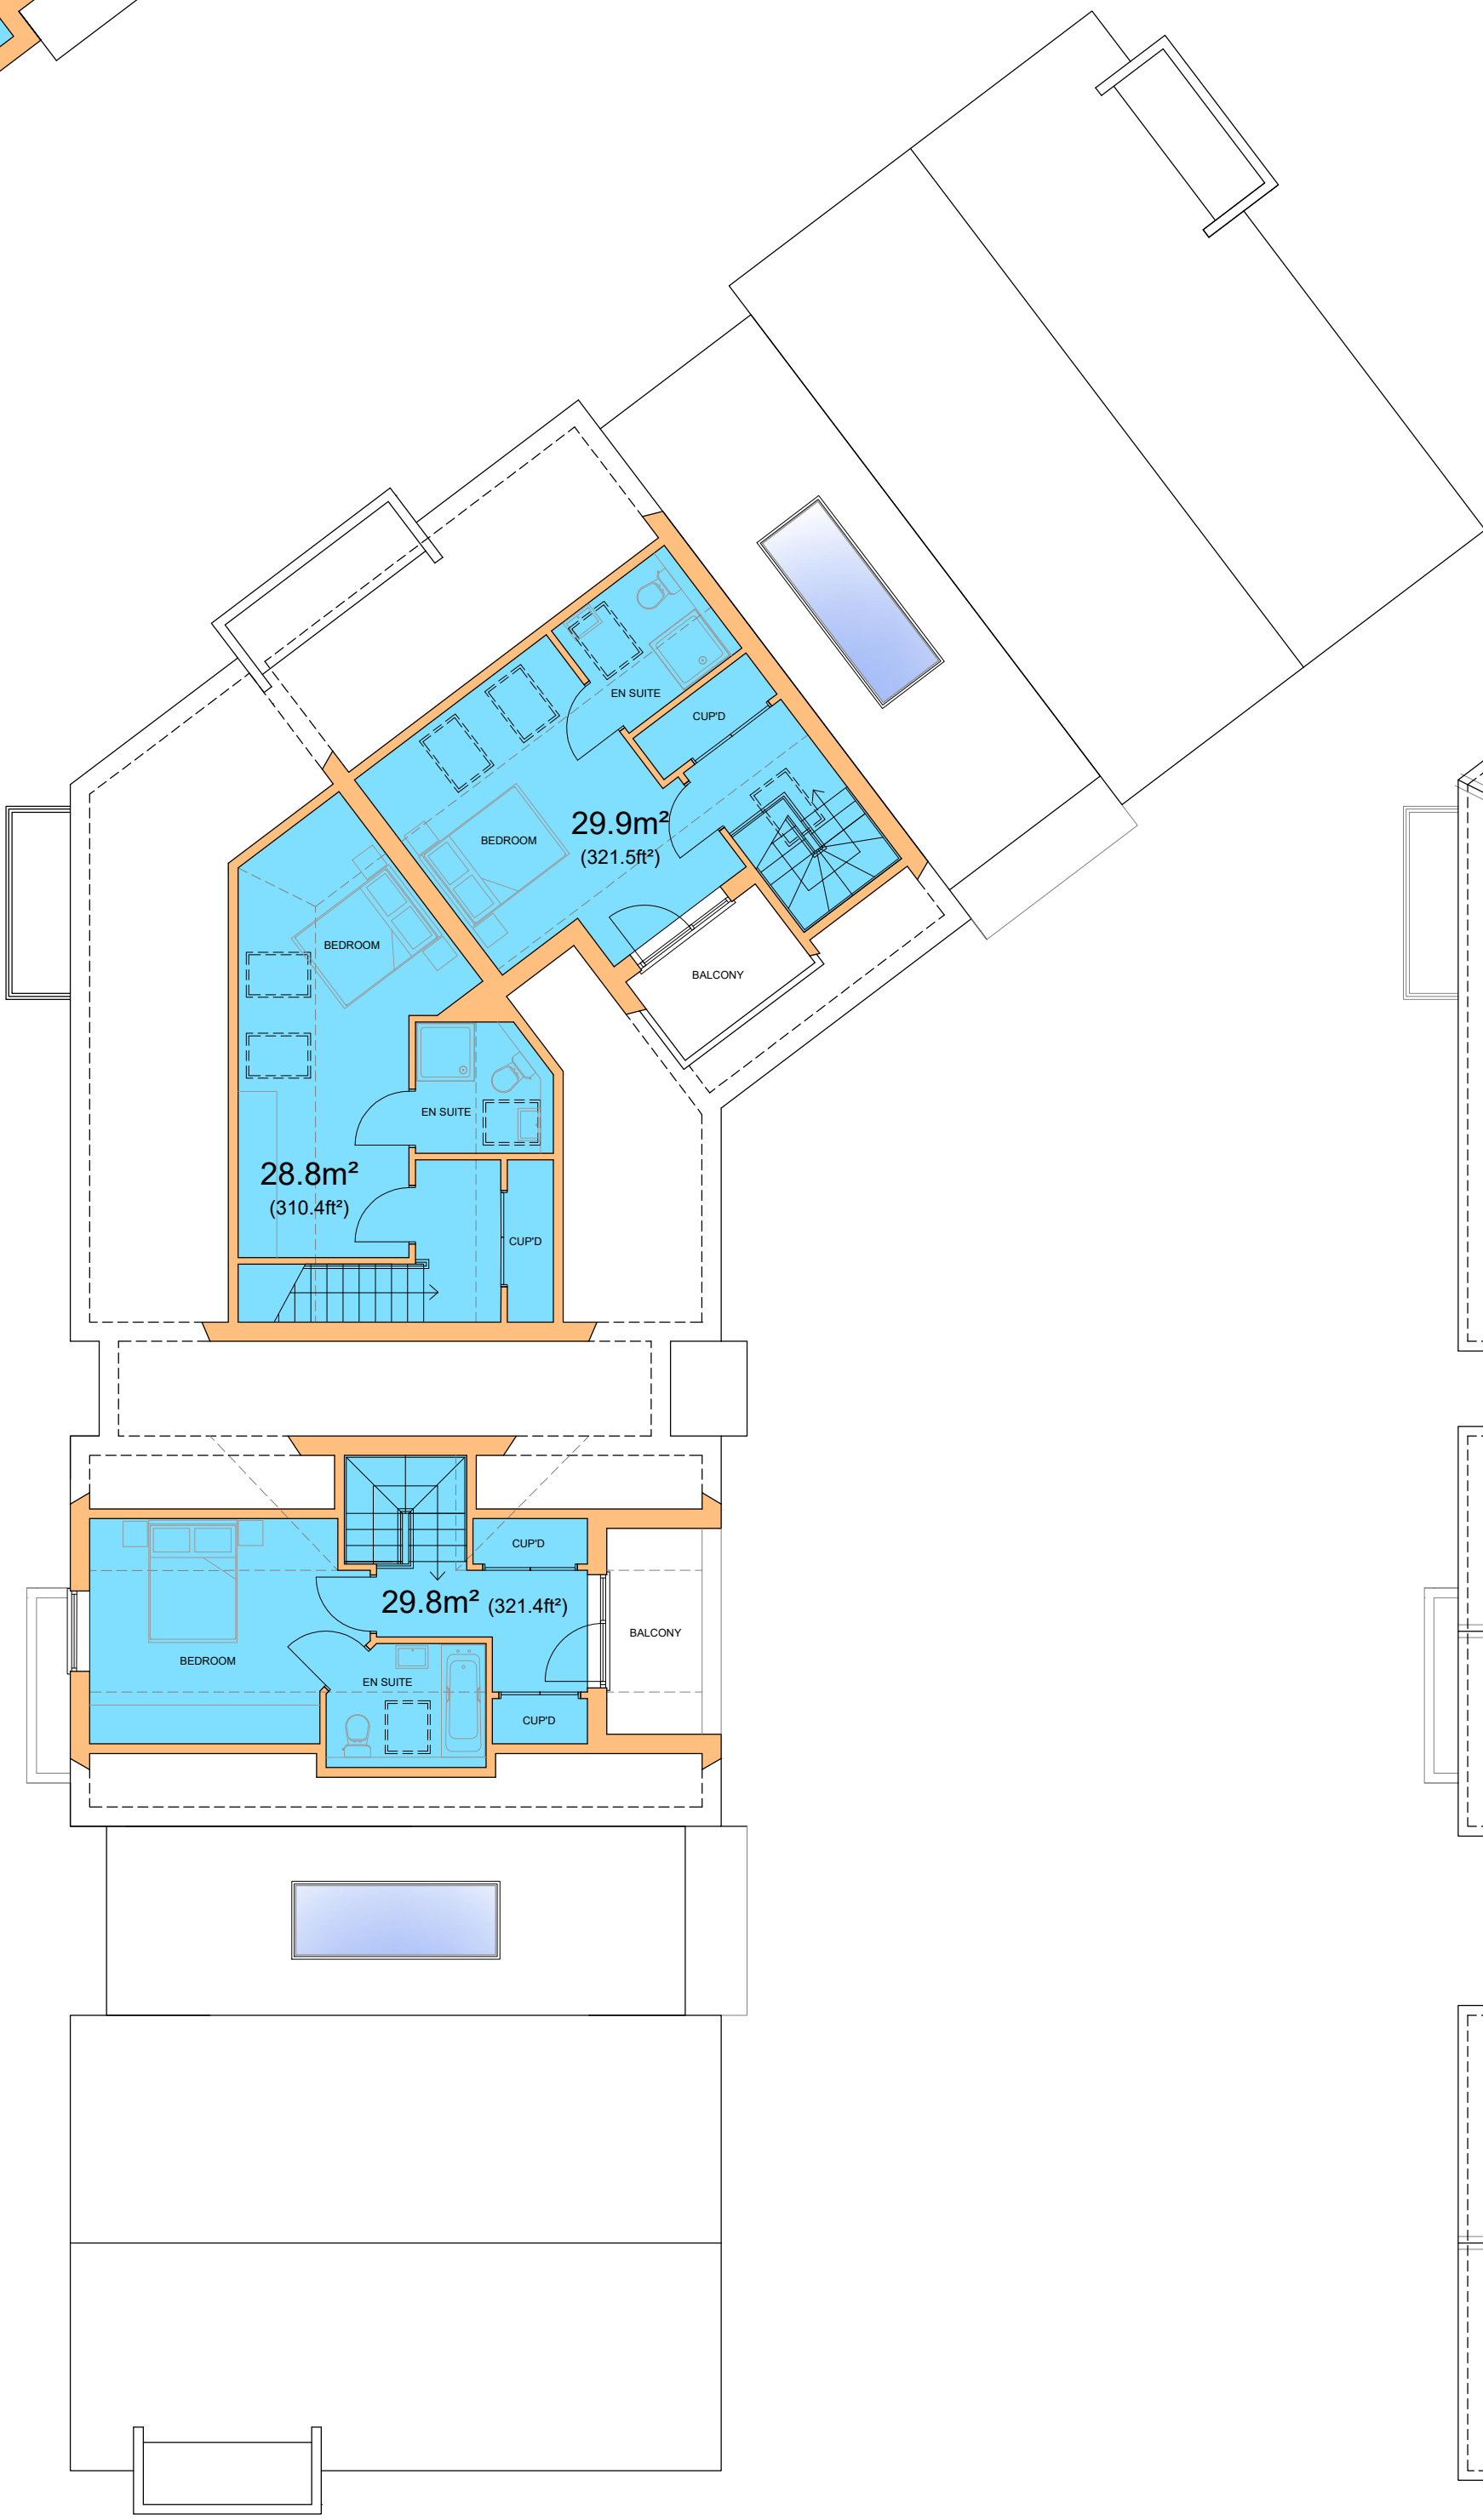 EN SUITE
CUP'D
29.9m²
(321.5ft²)
BEDROOM
BALCONY
BEDROOM
EN SUITE
28.8m²
(310.4ft²)
CUP'D
CUP'D
29.8m² (321.4ft²)
BALCONY
BEDROOM
EN SUITE
CUP'D